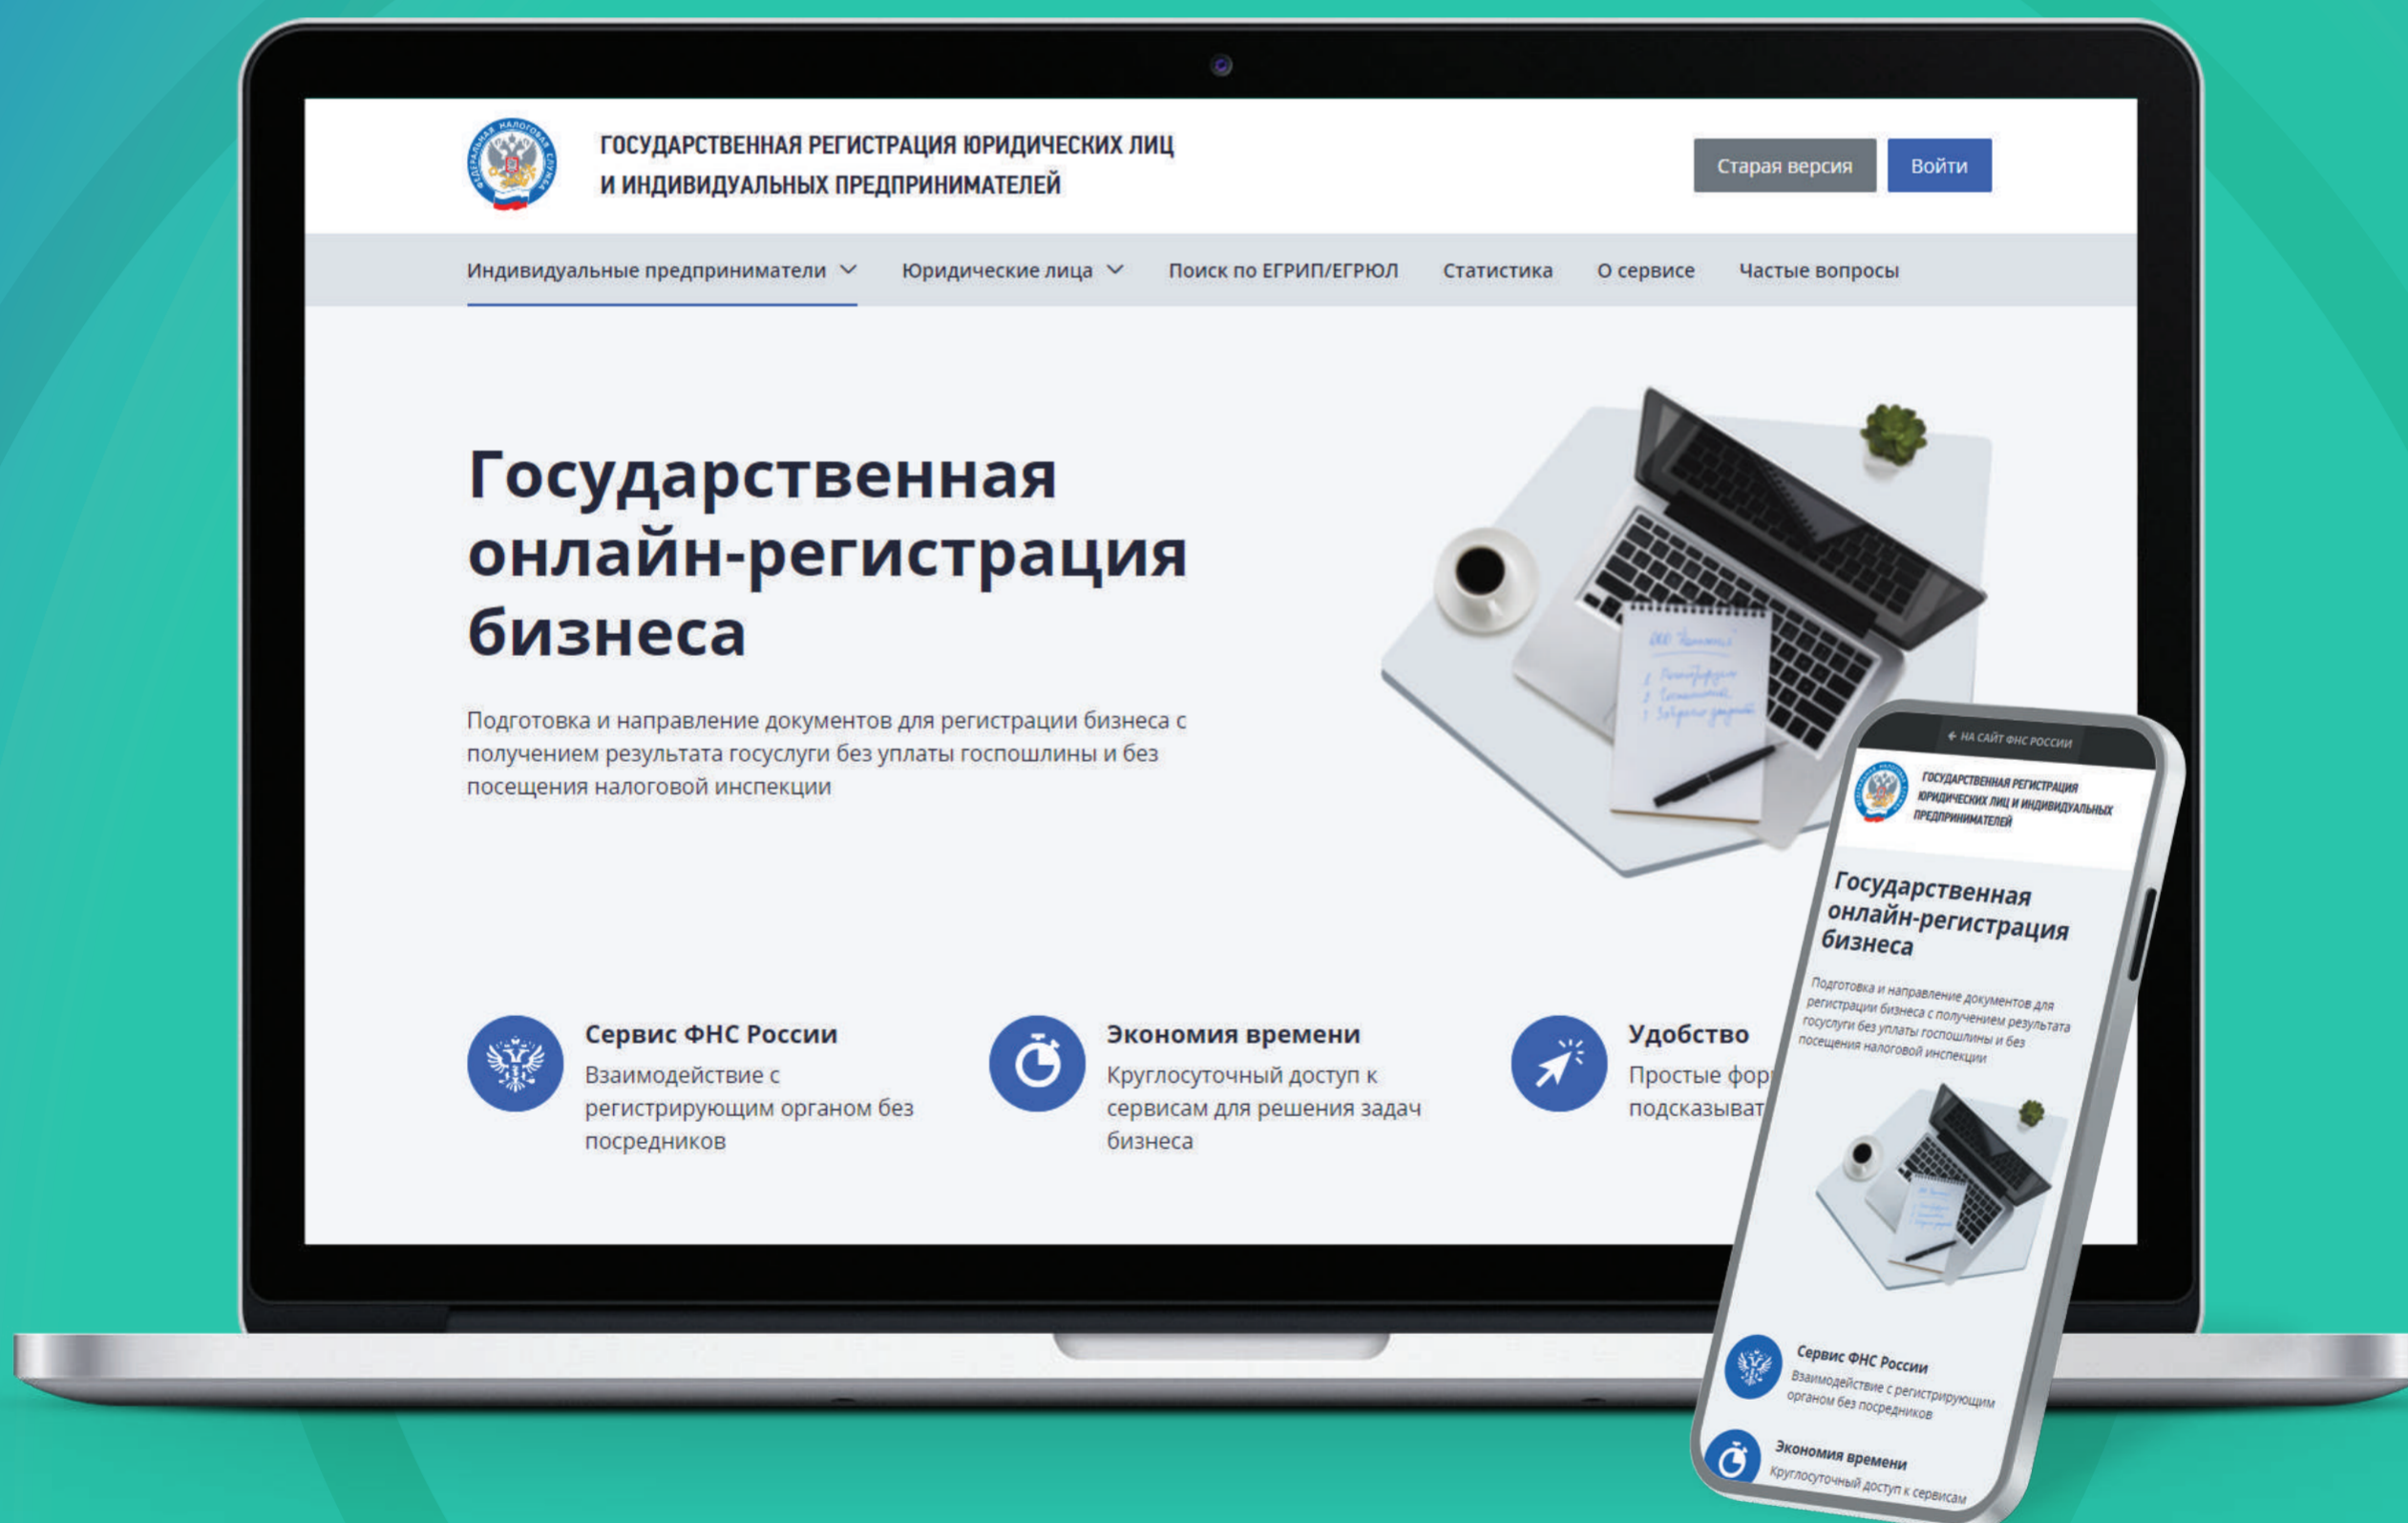 ФЕДЕРАЛЬНАЯ НАЛОГОВАЯ СЛУЖБА
ГОСУДАРСТВЕННАЯ РЕГИСТРАЦИЯ ЮРИДИЧЕСКИХ ЛИЦ
И ИНДИВИДУАЛЬНЫХ ПРЕДПРИНИМАТЕЛЕЙ
Старая версия
Войти
Индивидуальные предприниматели
Юридические лица
Поиск по ЕГРИП/ЕГРЮЛ
Статистика
О сервисе
Частые вопросы
Государственная
онлайн-регистрация
бизнеса
Подготовка и направление документов для регистрации бизнеса с
получением результата госуслуги без уплаты госпошлины и без
посещения налоговой инспекции
Сервис ФНС России
Взаимодействие с
регистрирующим органом без
посредников
Экономия времени
Круглосуточный доступ к
сервисам для решения задач
бизнеса
Удобство
Простые
← НА САЙТ ФНС РОССИИ
ГОСУДАРСТВЕННАЯ РЕГИСТРАЦИЯ
ЮРИДИЧЕСКИХ ЛИЦ И ИНДИВИДУАЛЬНЫХ
ПРЕДПРИНИМАТЕЛЕЙ
Государственная
онлайн-регистрация
бизнеса
Подготовка и направление документов для
регистрации бизнеса с получением результата
госуслуги без уплаты госпошлины и без
посещения налоговой инспекции
Сервис ФНС России
Взаимодействие с регистрирующим
органом без посредников
Экономия времени
Круглосуточный доступ к сервисам